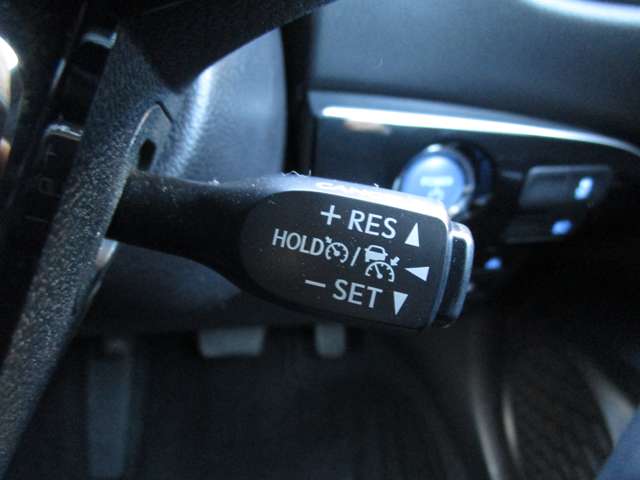 + RES ▲
HOLD / ◄
− SET ▼